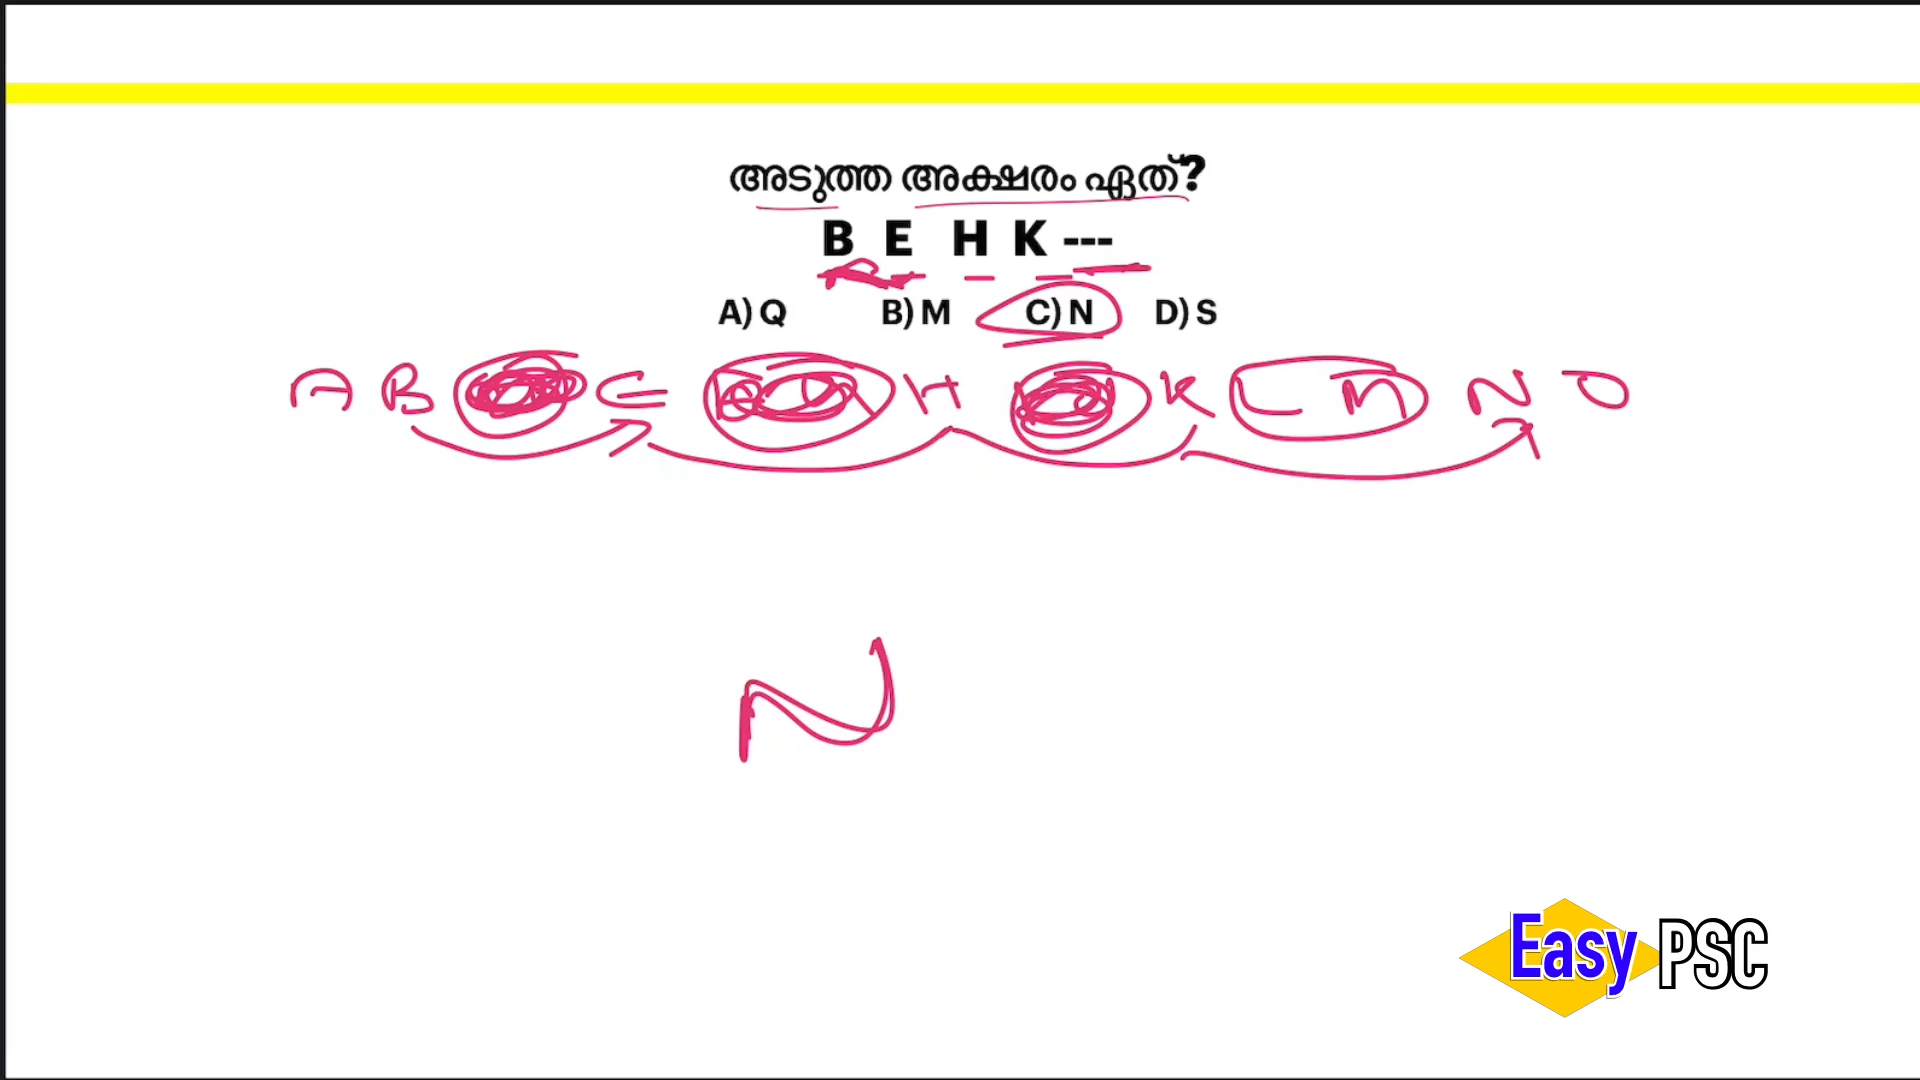 അടുത്ത അക്ഷരം ഏത്?
B E H K ---
A) Q B) M C) N D) S
A B E H K L M N O
N
Easy PSC